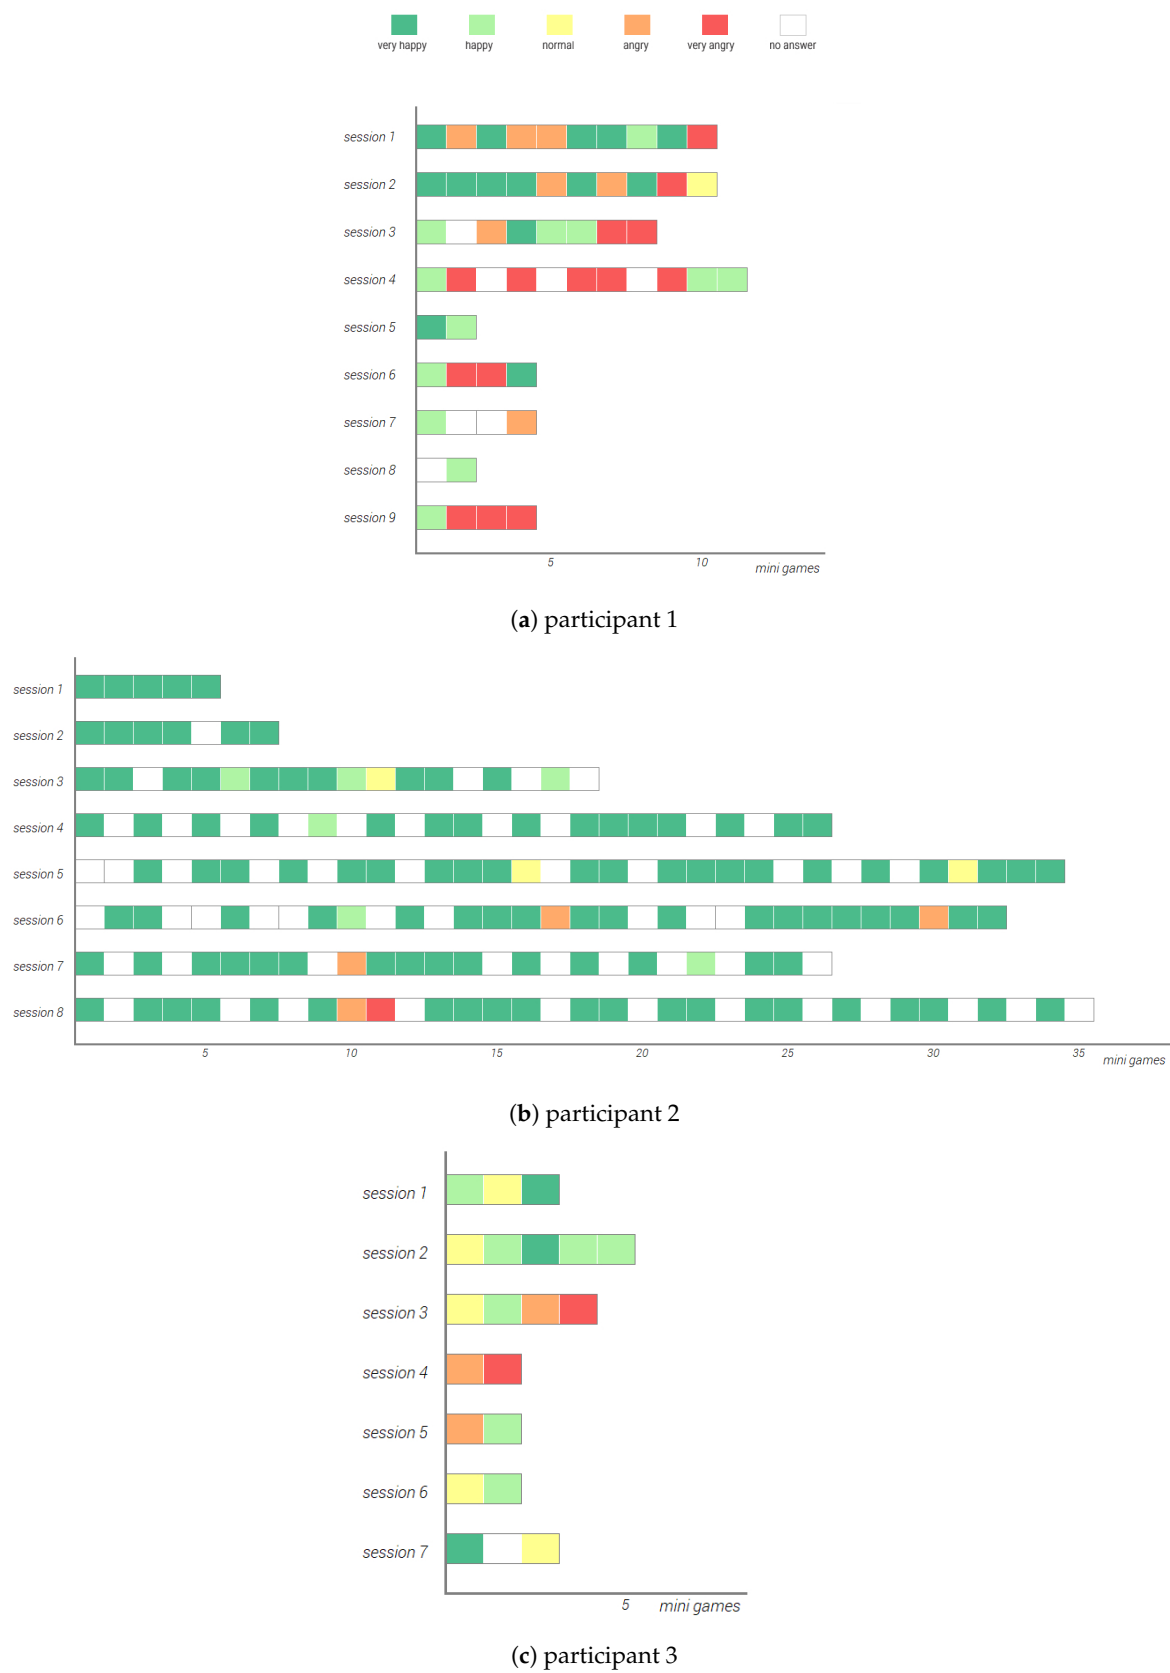 very happy happy normal angry very angry no answer
session 1
session 2
session 3
session 4
session 5
session 6
session 7
session 8
session 9
5 10
mini games
(a) participant 1
session 1
session 2
session 3
session 4
session 5
session 6
session 7
session 8
5 10 15 20 25 30 35
mini games
(b) participant 2
session 1
session 2
session 3
session 4
session 5
session 6
session 7
5 mini games
(c) participant 3